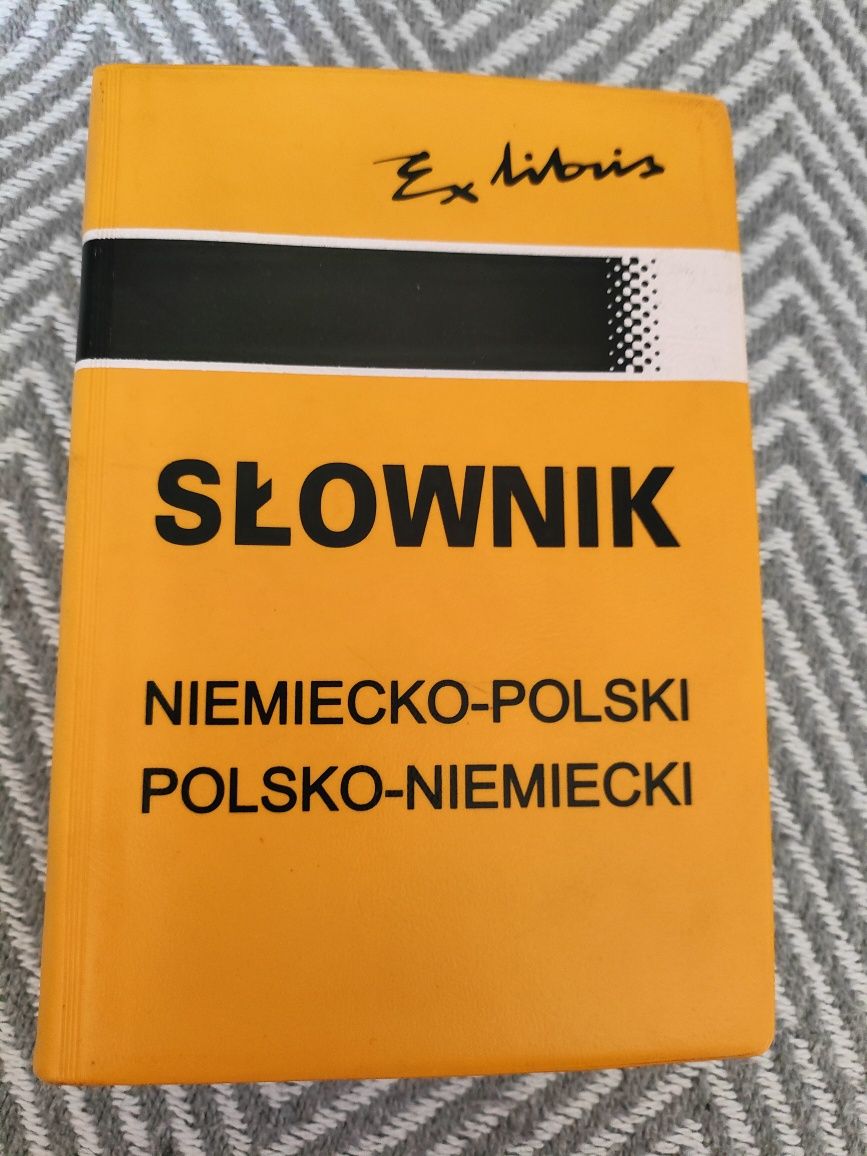 Ex libris
SŁOWNIK
NIEMIECKO-POLSKI
POLSKO-NIEMIECKI